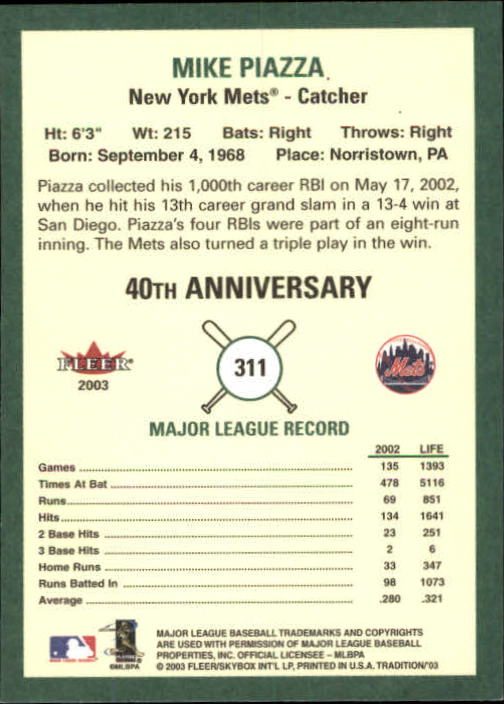 MIKE PIAZZA
New York Mets® - Catcher
Ht: 6'3" Wt: 215 Bats: Right Throws: Right
Born: September 4, 1968 Place: Norristown, PA
Piazza collected his 1,000th career RBI on May 17, 2002,
when he hit his 13th career grand slam in a 13-4 win at
San Diego. Piazza's four RBIs were part of an eight-run
inning. The Mets also turned a triple play in the win.
40TH ANNIVERSARY
FLEER®
2003
311
Mets
MAJOR LEAGUE RECORD
2002 LIFE
Games 135 1393
Times At Bat 478 5116
Runs 69 851
Hits 134 1641
2 Base Hits 23 251
3 Base Hits 2 6
Home Runs 33 347
Runs Batted In 98 1073
Average .280 .321
©MLBPA
MAJOR LEAGUE BASEBALL TRADEMARKS AND COPYRIGHTS
ARE USED WITH PERMISSION OF MAJOR LEAGUE BASEBALL
PROPERTIES, INC. OFFICIAL LICENSEE - MLBPA
© 2003 FLEER/SKYBOX INT'L LP, PRINTED IN U.S.A. TRADITION/'03